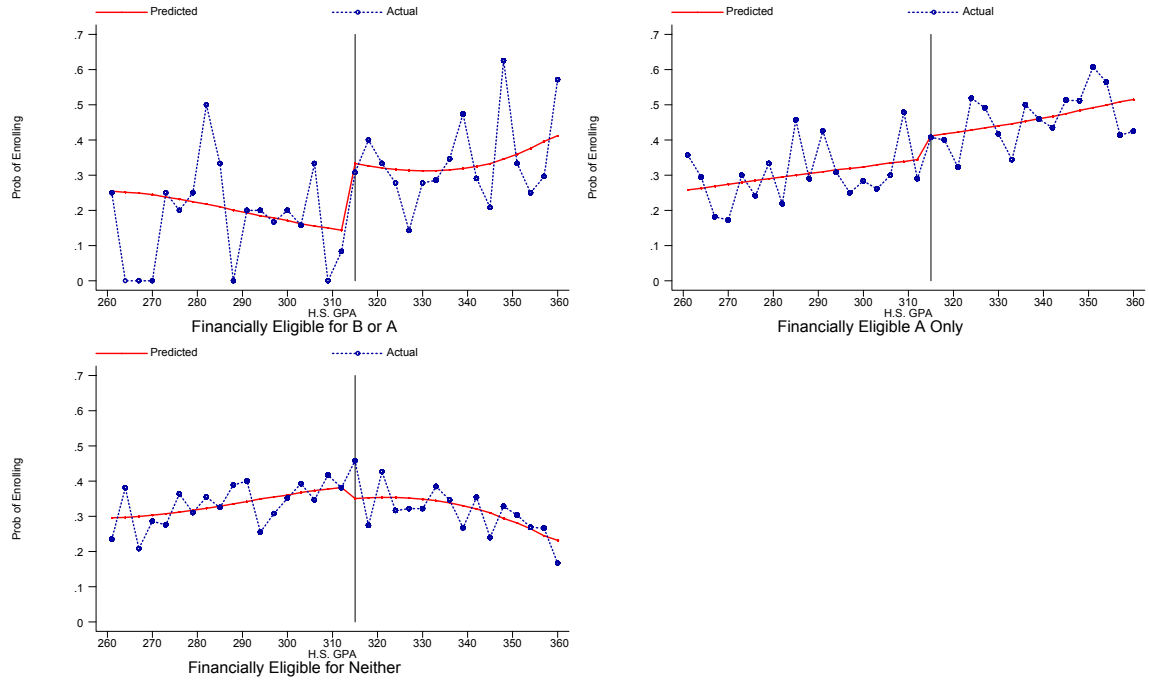 Predicted Actual
.7
.6
.5
.4
.3
.2
.1
0
Prob of Enrolling
260 270 280 290 300 310 320 330 340 350 360
H.S. GPA
Financially Eligible for B or A
Predicted Actual
.7
.6
.5
.4
.3
.2
.1
0
Prob of Enrolling
260 270 280 290 300 310 320 330 340 350 360
H.S. GPA
Financially Eligible A Only
Predicted Actual
.7
.6
.5
.4
.3
.2
.1
0
Prob of Enrolling
260 270 280 290 300 310 320 330 340 350 360
H.S. GPA
Financially Eligible for Neither